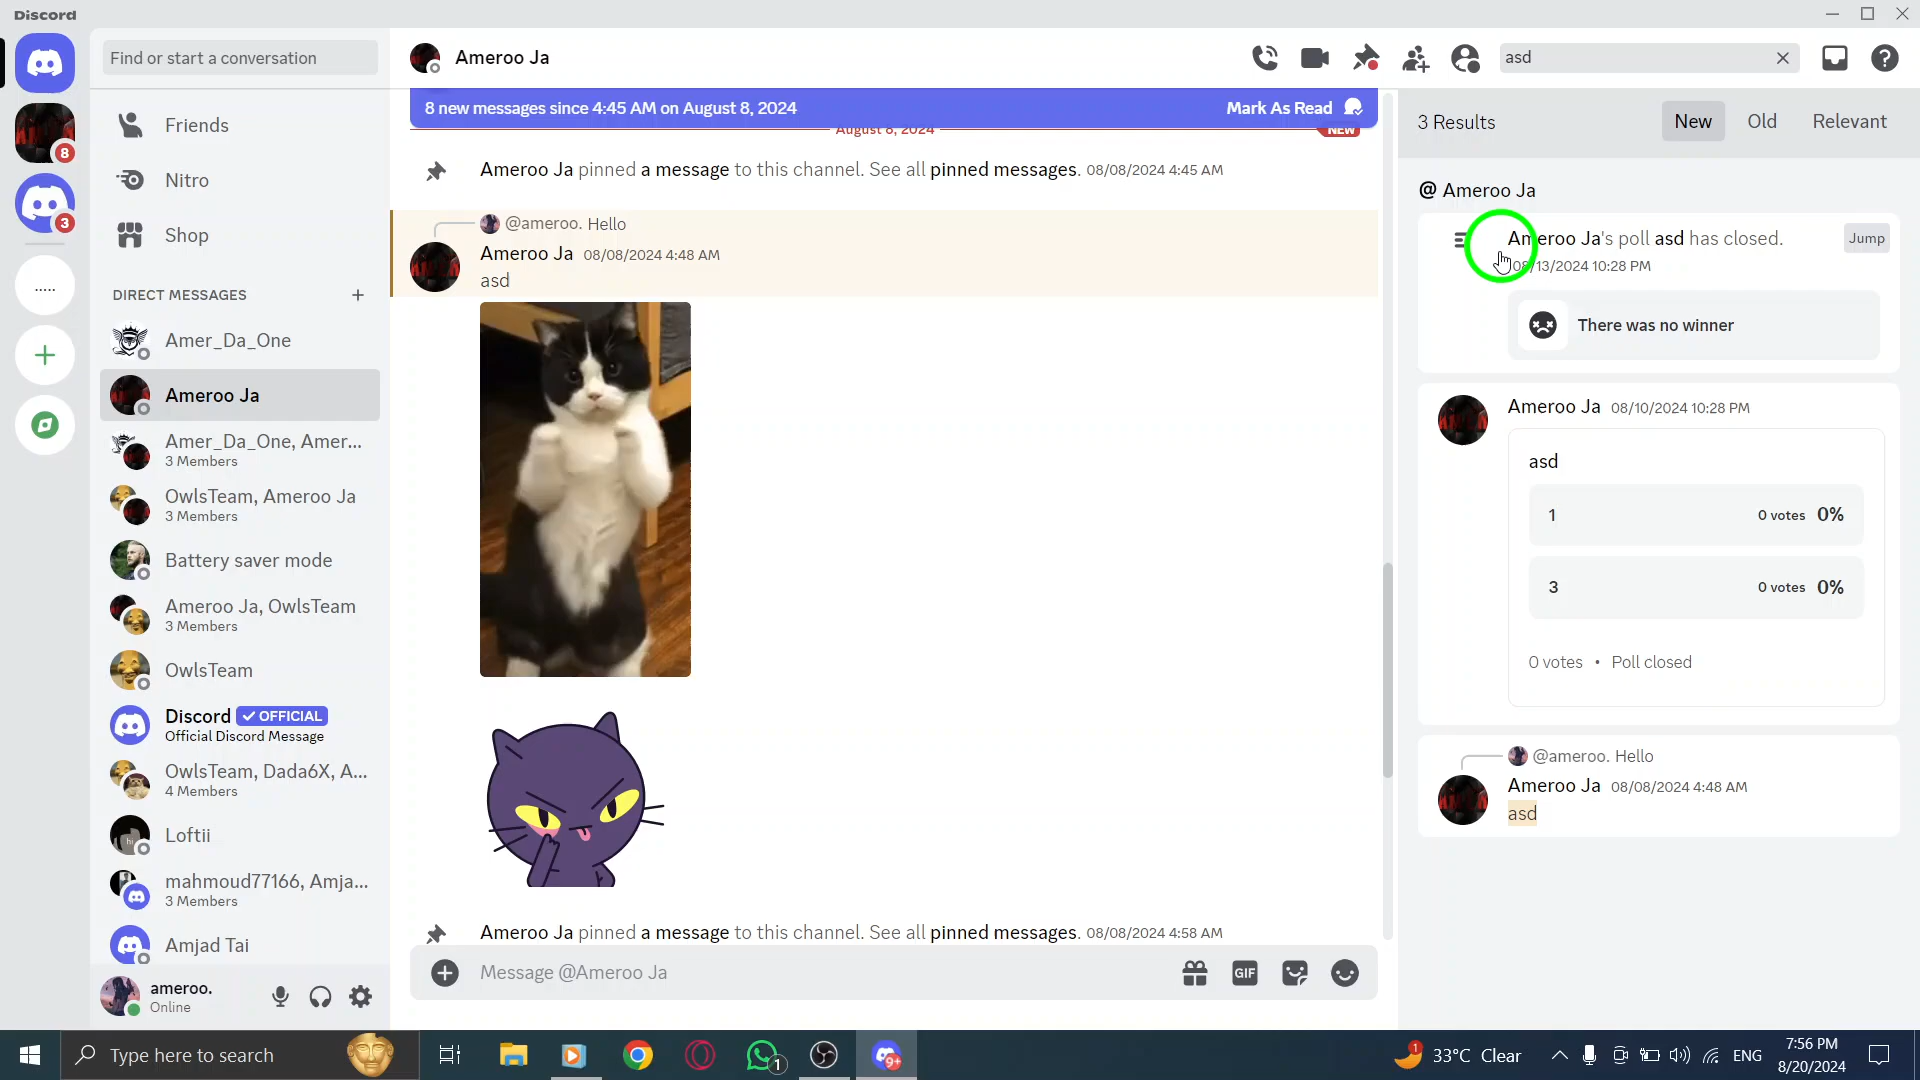 Discord
Find or start a conversation
Ameroo Ja
asd
8
3
.....
Friends
Nitro
Shop
DIRECT MESSAGES
Amer_Da_One
Ameroo Ja
Amer_Da_One, Amer...
3 Members
OwlsTeam, Ameroo Ja
3 Members
Battery saver mode
Ameroo Ja, OwlsTeam
3 Members
OwlsTeam
Discord ✓ OFFICIAL
Official Discord Message
OwlsTeam, Dada6X, A...
4 Members
Loftii
mahmoud77166, Amja...
3 Members
Amjad Tai
ameroo.
Online
8 new messages since 4:45 AM on August 8, 2024 Mark As Read
August 8, 2024 NEW
Ameroo Ja pinned a message to this channel. See all pinned messages. 08/08/2024 4:45 AM
@ameroo. Hello
Ameroo Ja 08/08/2024 4:48 AM
asd
Ameroo Ja pinned a message to this channel. See all pinned messages. 08/08/2024 4:58 AM
Message @Ameroo Ja
GIF
3 Results New Old Relevant
@ Ameroo Ja
Ameroo Ja's poll asd has closed. Jump
08/13/2024 10:28 PM
There was no winner
Ameroo Ja 08/10/2024 10:28 PM
asd
1 0 votes 0%
3 0 votes 0%
0 votes • Poll closed
@ameroo. Hello
Ameroo Ja 08/08/2024 4:48 AM
asd
Type here to search
1
9+
1
33°C Clear
ENG
7:56 PM
8/20/2024